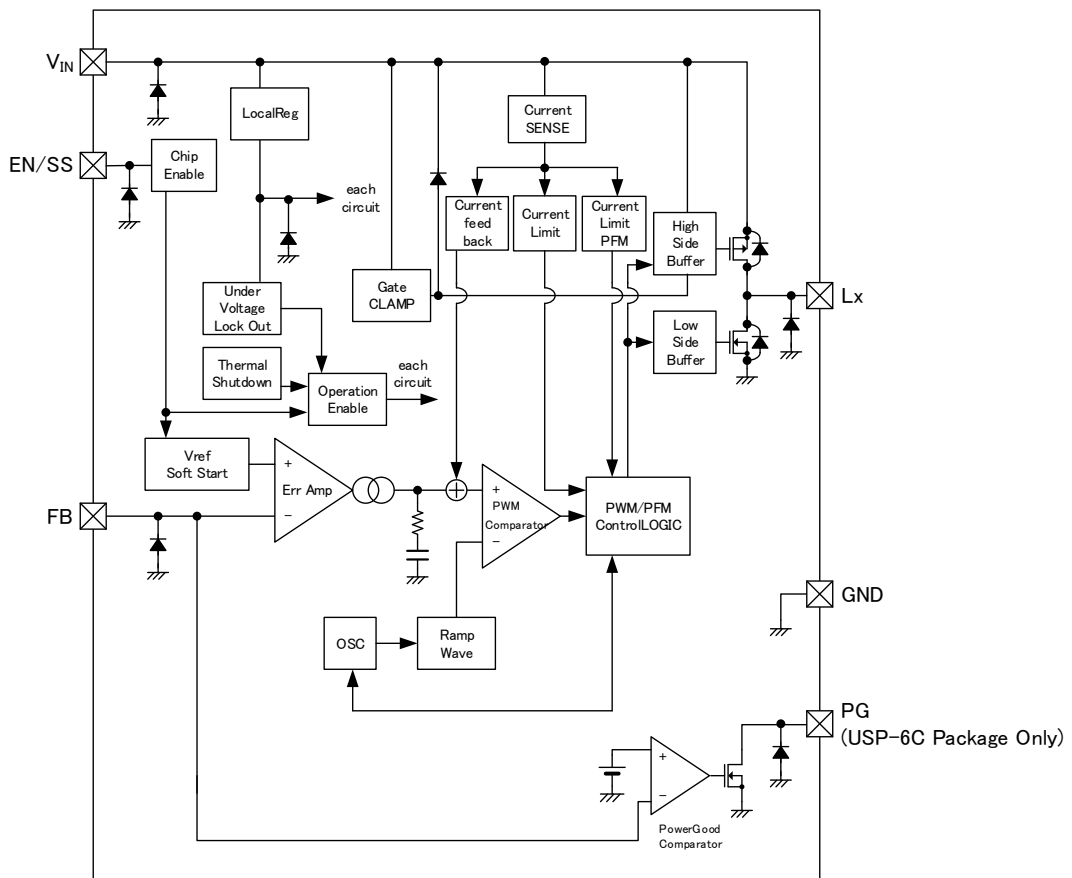 VIN
LocalReg
Current
SENSE
EN/SS
Chip
Enable
each
circuit
Current
feed
back
Current
Limit
Current
Limit
PFM
High
Side
Buffer
Gate
CLAMP
Under
Voltage
Lock Out
Lx
Low
Side
Buffer
Thermal
Shutdown
Operation
Enable
each
circuit
Vref
Soft Start
+
Err Amp
−
+
PWM
Comparator
−
PWM/PFM
ControlLOGIC
FB
GND
OSC
Ramp
Wave
PG
(USP-6C Package Only)
+
−
PowerGood
Comparator